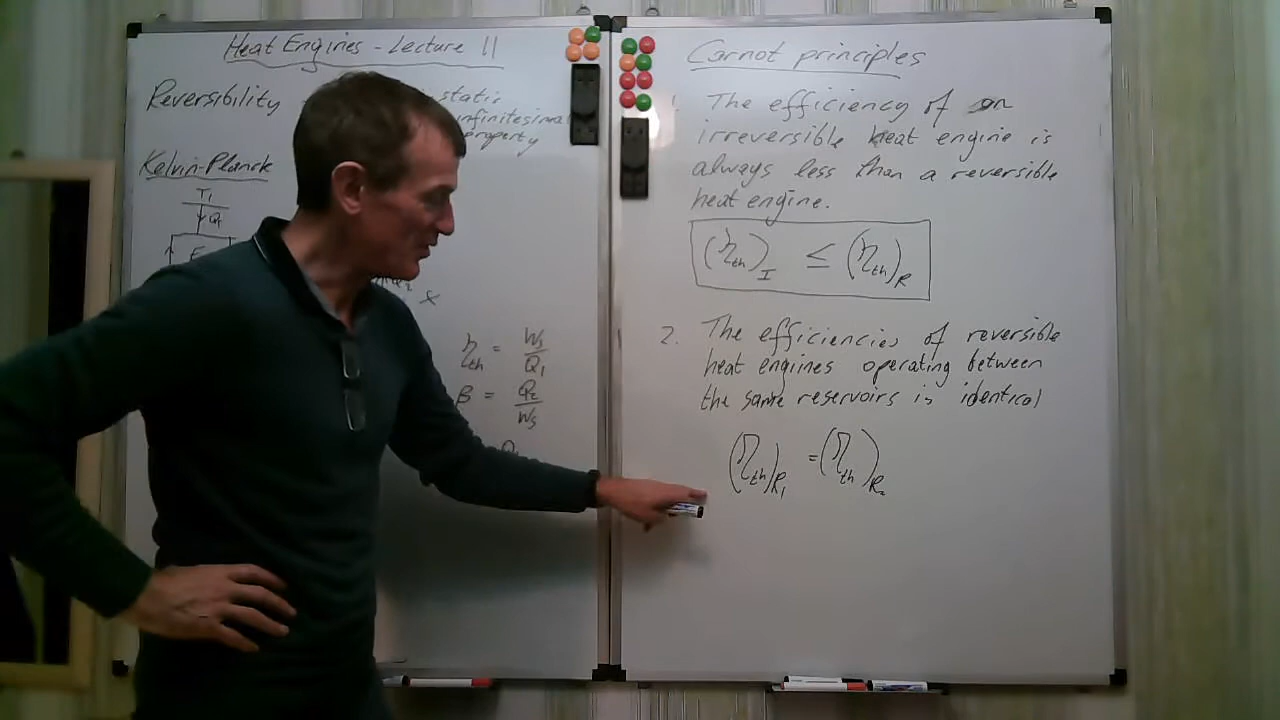 Heat Engines - Lecture 11
Reversibility
static
infinitesimal
property
Kelvin-Planck
T1
Q1
E
x
ηth = Ws/Q1
β = Q2/Ws
Carnot principles
1. The efficiency of an
irreversible heat engine is
always less than a reversible
heat engine.
(ηth)I ≤ (ηth)R
2. The efficiencies of reversible
heat engines operating between
the same reservoirs is identical
(ηth)R1 = (ηth)R2